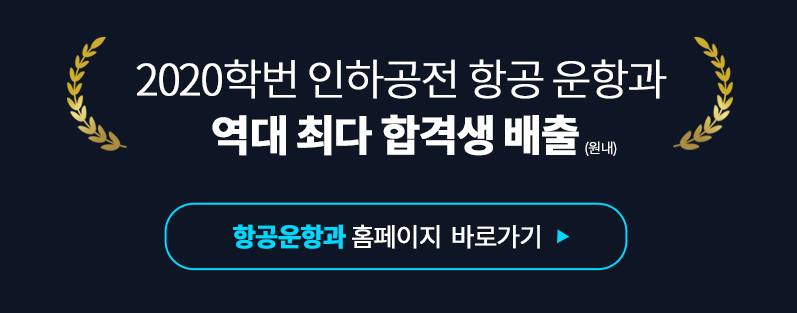 2020학번 인하공전 항공 운항과
역대 최다 합격생 배출 (원내)
항공운항과 홈페이지 바로가기 ▶